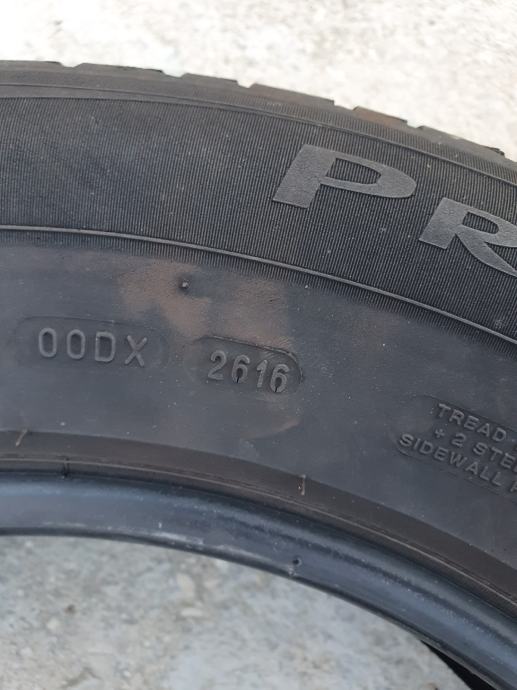 PR
00DX 2616
TREAD
+ 2 STE
SIDEWALL